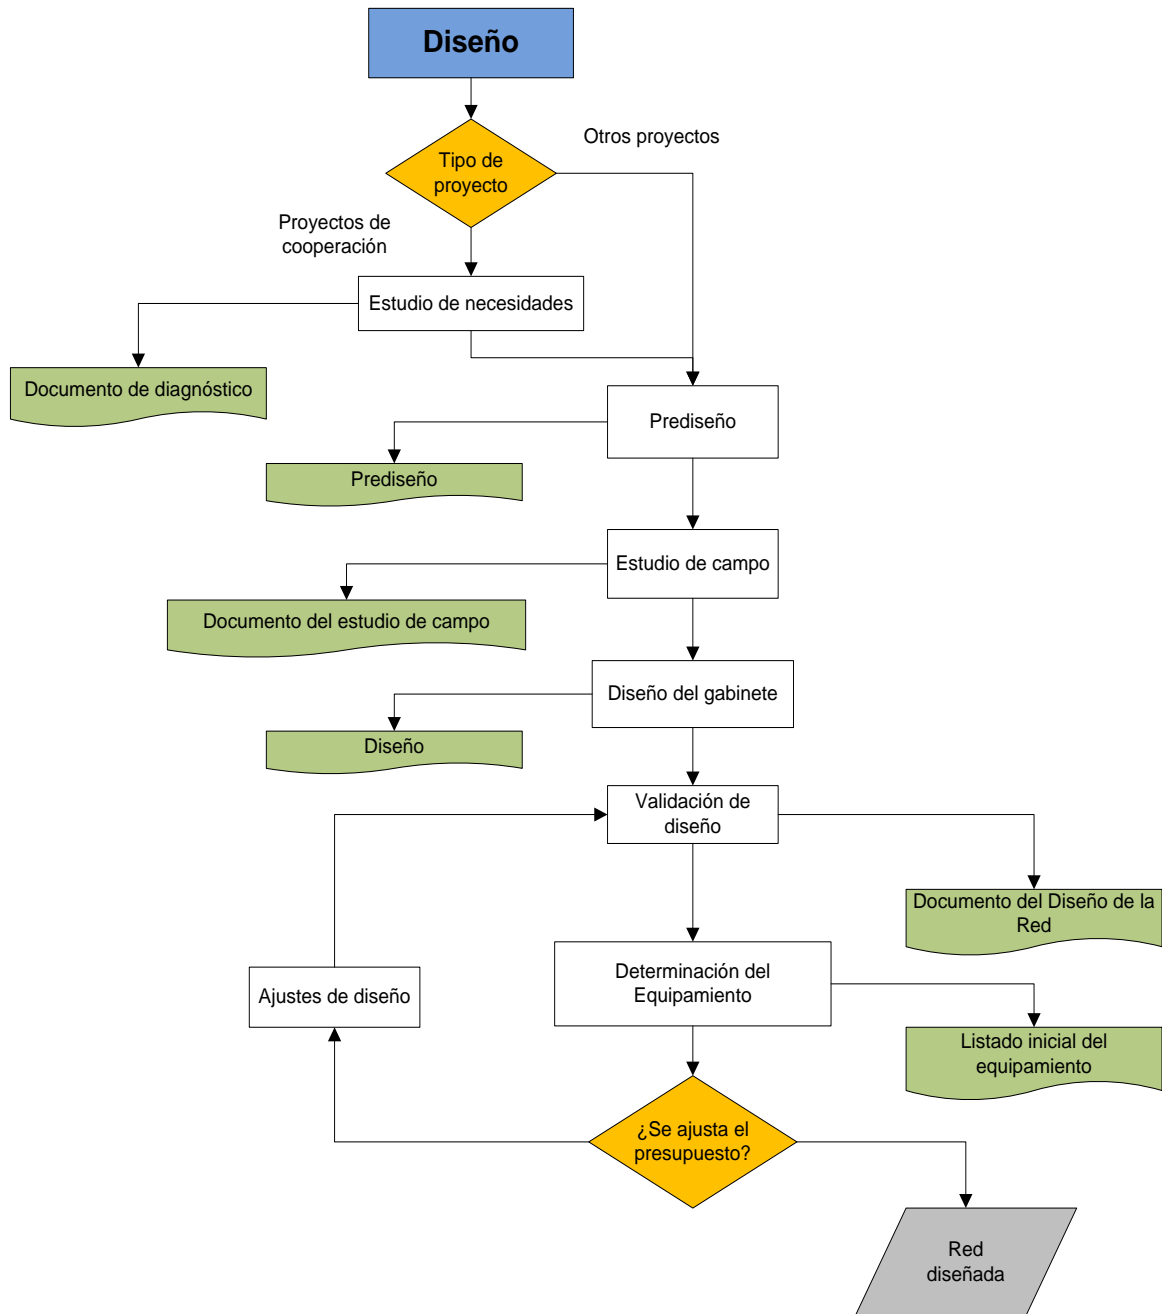 Diseño
Otros proyectos
Tipo de
proyecto
Proyectos de
cooperación
Estudio de necesidades
Documento de diagnóstico
Prediseño
Prediseño
Estudio de campo
Documento del estudio de campo
Diseño del gabinete
Diseño
Validación de
diseño
Documento del Diseño de la
Red
Determinación del
Equipamiento
Ajustes de diseño
Listado inicial del
equipamiento
¿Se ajusta el
presupuesto?
Red
diseñada